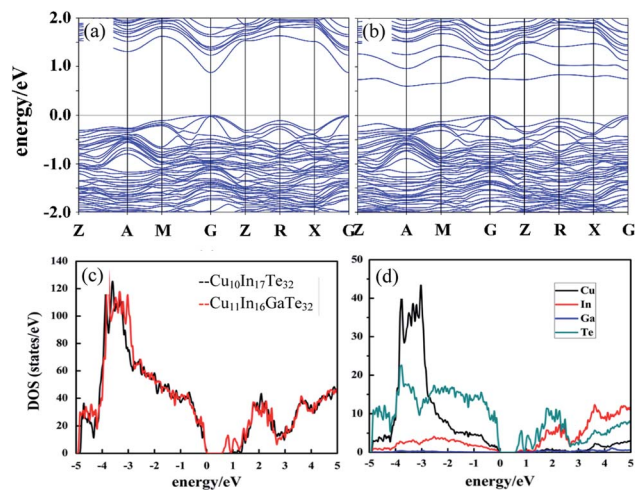 (a)
(b)
2.0
1.0
0.0
-1.0
-2.0
energy/eV
Z A M G Z R X G
Z A M G Z R X G
(c)
Cu10In17Te32
Cu11In16GaTe32
DOS (states/eV)
140
120
100
80
60
40
20
0
-5 -4 -3 -2 -1 0 1 2 3 4 5
energy/eV
(d)
Cu
In
Ga
Te
50
40
30
20
10
0
-5 -4 -3 -2 -1 0 1 2 3 4 5
energy/eV